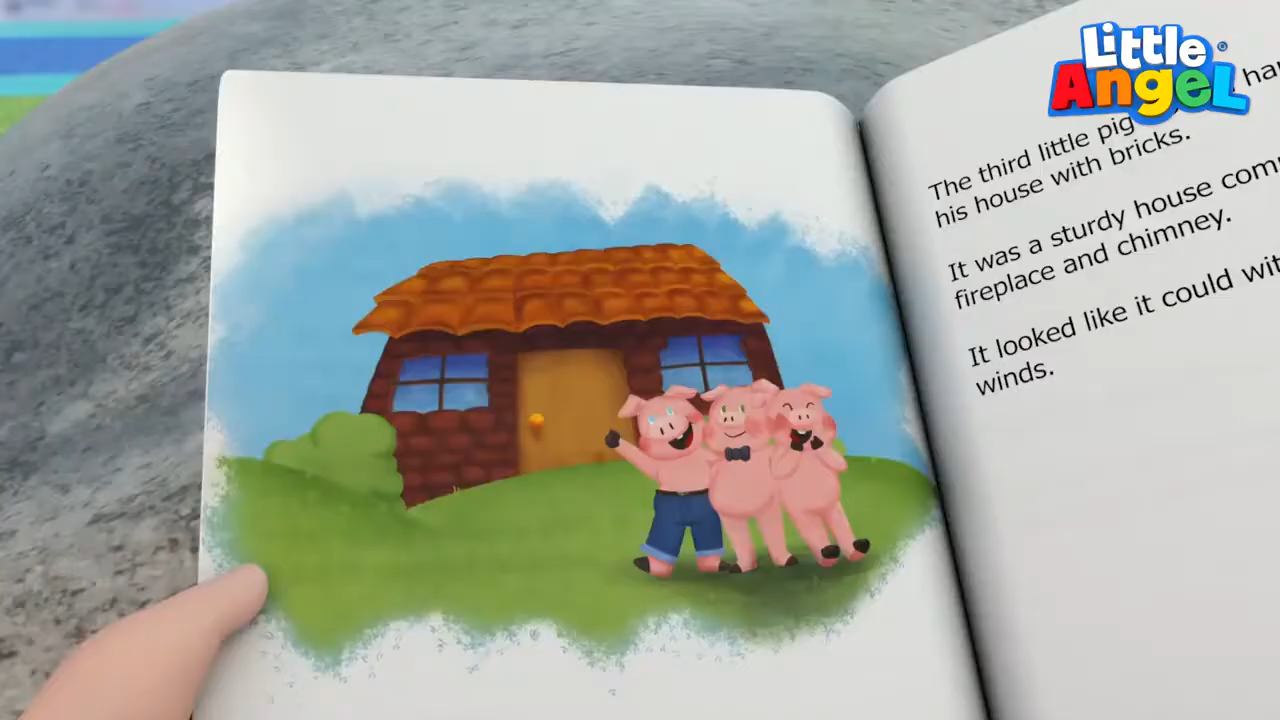 Little
Angel
The third little pig
his house with bricks.
It was a sturdy house
fireplace and chimney.
It looked like it could
winds.